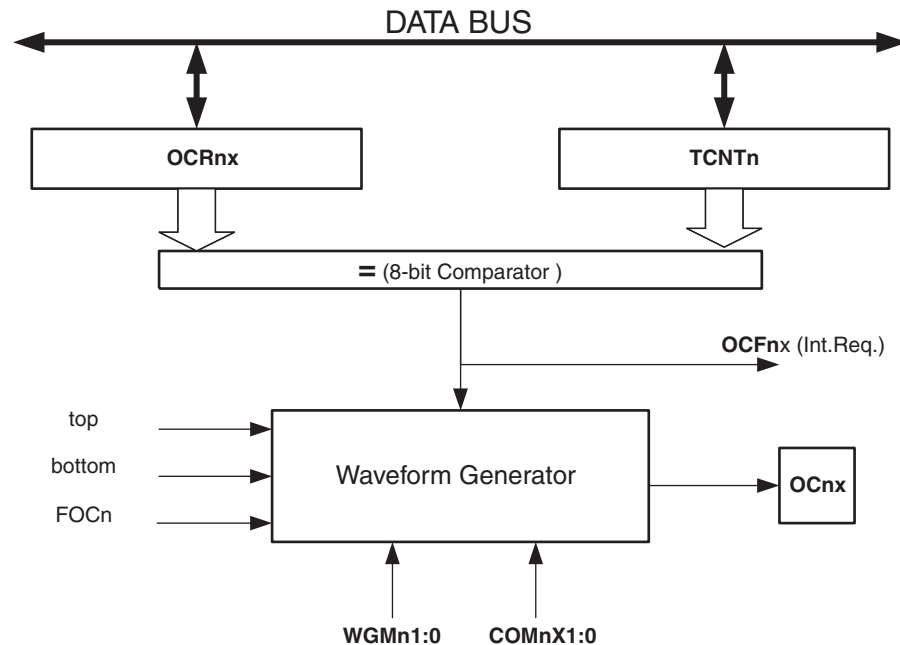 DATA BUS
OCRnx
TCNTn
= (8-bit Comparator )
OCFnx (Int.Req.)
top
bottom
FOCn
Waveform Generator
OCnx
WGMn1:0
COMnX1:0